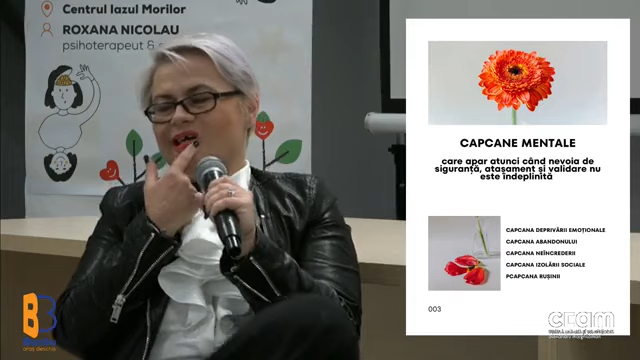 Centrul Iazul Morilor
ROXANA NICOLAU
psihoterapeut &
CAPCANE MENTALE
care apar atunci când nevoia de
siguranță, atașament și validare nu
este îndeplinită
CAPCANA DEPRIVĂRII EMOȚIONALE
CAPCANA ABANDONULUI
CAPCANA NEÎNCREDERII
CAPCANA IZOLĂRII SOCIALE
PCAPCANA RUȘINII
003
cram